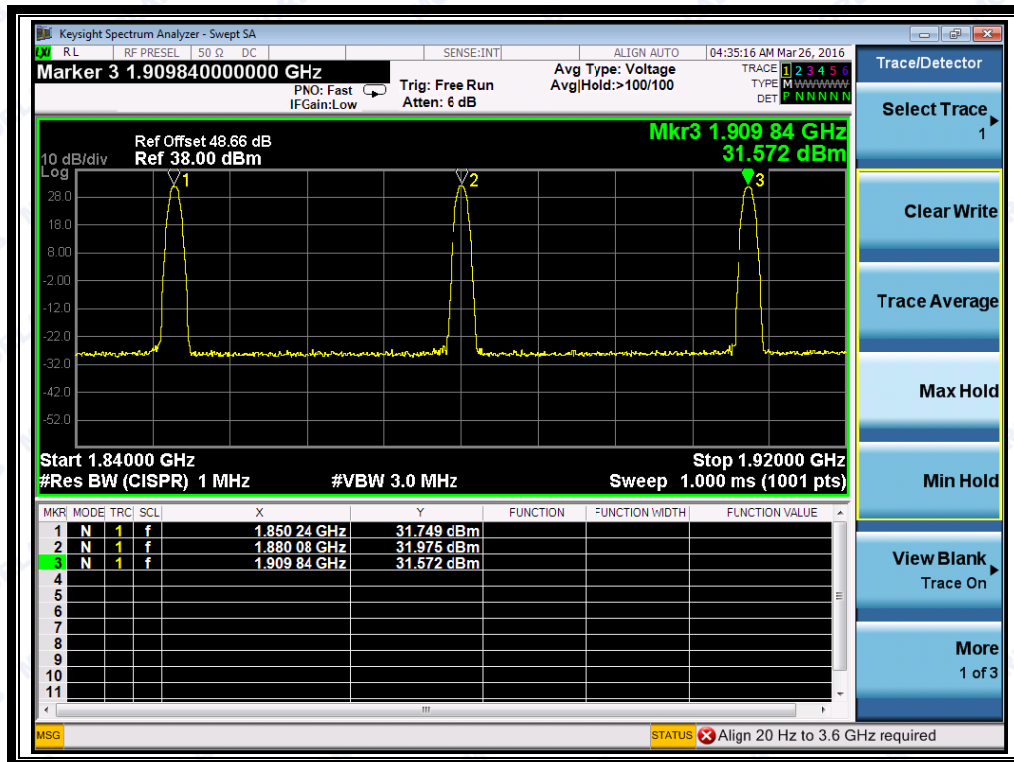 Keysight Spectrum Analyzer - Swept SA
LXI RL RF PRESEL 50 Ω DC SENSE:INT ALIGN AUTO 04:35:16 AM Mar 26, 2016
Marker 3 1.909840000000 GHz
PNO: Fast
IFGain:Low
Trig: Free Run
Atten: 6 dB
Avg Type: Voltage
Avg|Hold:>100/100
TRACE 1 2 3 4 5 6
TYPE M WWWWW
DET P N N N N N
Mkr3 1.909 84 GHz
31.572 dBm
Ref Offset 48.66 dB
10 dB/div Ref 38.00 dBm
Log
1
2
3
28.0
18.0
8.00
-2.00
-12.0
-22.0
-32.0
-42.0
-52.0
Start 1.84000 GHz Stop 1.92000 GHz
#Res BW (CISPR) 1 MHz #VBW 3.0 MHz Sweep 1.000 ms (1001 pts)
MKR MODE TRC SCL X Y FUNCTION FUNCTION WIDTH FUNCTION VALUE
1 N 1 f 1.850 24 GHz 31.749 dBm
2 N 1 f 1.880 08 GHz 31.975 dBm
3 N 1 f 1.909 84 GHz 31.572 dBm
4
5
6
7
8
9
10
11
MSG STATUS Align 20 Hz to 3.6 GHz required
Trace/Detector
Select Trace
1
Clear Write
Trace Average
Max Hold
Min Hold
View Blank
Trace On
More
1 of 3